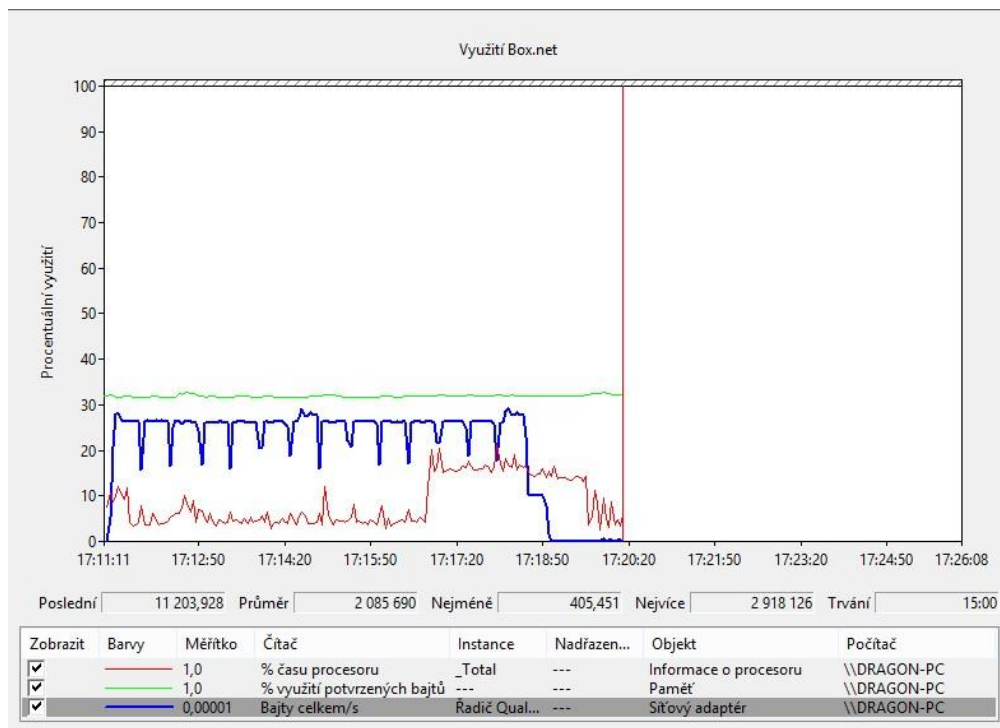 Využití Box.net
100
90
80
70
60
50
40
30
20
10
0
Procentuální využití
17:11:11 17:12:50 17:14:20 17:15:50 17:17:20 17:18:50 17:20:20 17:21:50 17:23:20 17:24:50 17:26:08
Poslední 11 203,928 Průměr 2 085 690 Nejméně 405,451 Nejvíce 2 918 126 Trvání 15:00
Zobrazit Barvy Měřítko Čítač Instance Nadřazen... Objekt Počítač
1,0 % času procesoru _Total --- Informace o procesoru \\DRAGON-PC
1,0 % využití potvrzených bajtů --- --- Paměť \\DRAGON-PC
0,00001 Bajty celkem/s Řadič Qual... --- Síťový adaptér \\DRAGON-PC